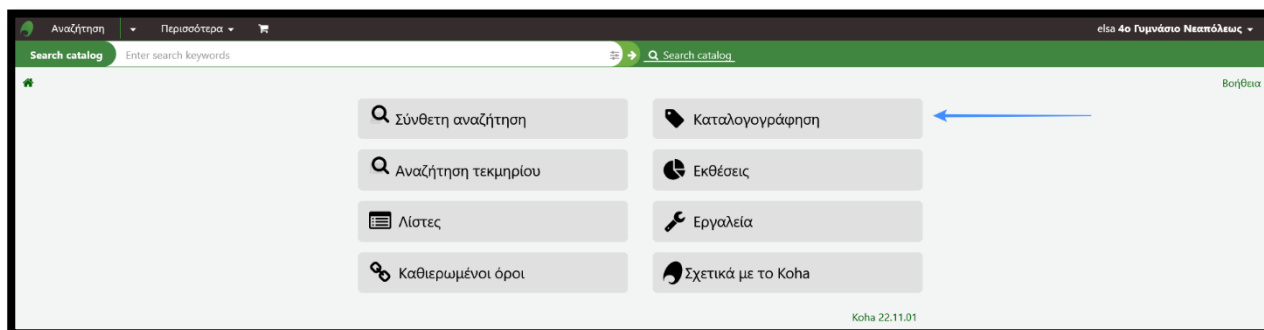 Αναζήτηση Περισσότερα elsa 4ο Γυμνάσιο Νεαπόλεως
Search catalog Enter search keywords Search catalog
Βοήθεια
Σύνθετη αναζήτηση Καταλογογράφηση
Αναζήτηση τεκμηρίου Εκθέσεις
Λίστες Εργαλεία
Καθιερωμένοι όροι Σχετικά με το Koha
Koha 22.11.01